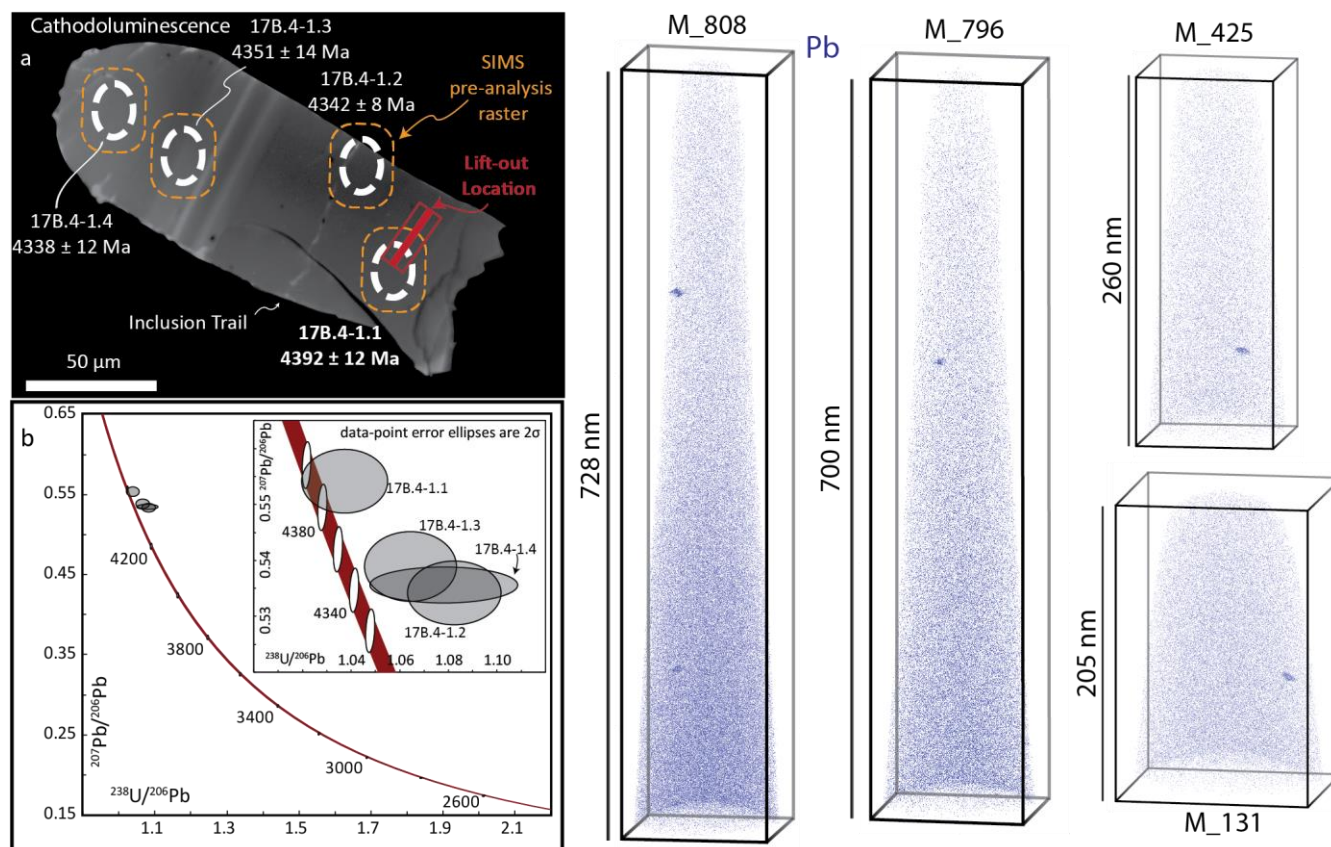 Cathodoluminescence
a
17B.4-1.3
4351 ± 14 Ma
17B.4-1.2
4342 ± 8 Ma
SIMS
pre-analysis
raster
Lift-out
Location
17B.4-1.4
4338 ± 12 Ma
Inclusion Trail
17B.4-1.1
4392 ± 12 Ma
50 µm
b
0.65
0.55
0.45
0.35
0.25
0.15
207Pb/206Pb
238U/206Pb
1.1
1.3
1.5
1.7
1.9
2.1
4200
3800
3400
3000
2600
data-point error ellipses are 2σ
207Pb/206Pb
0.55
0.54
0.53
17B.4-1.1
4380
17B.4-1.3
17B.4-1.4
4340
17B.4-1.2
238U/206Pb
1.04
1.06
1.08
1.10
M_808
Pb
M_796
M_425
728 nm
700 nm
260 nm
205 nm
M_131